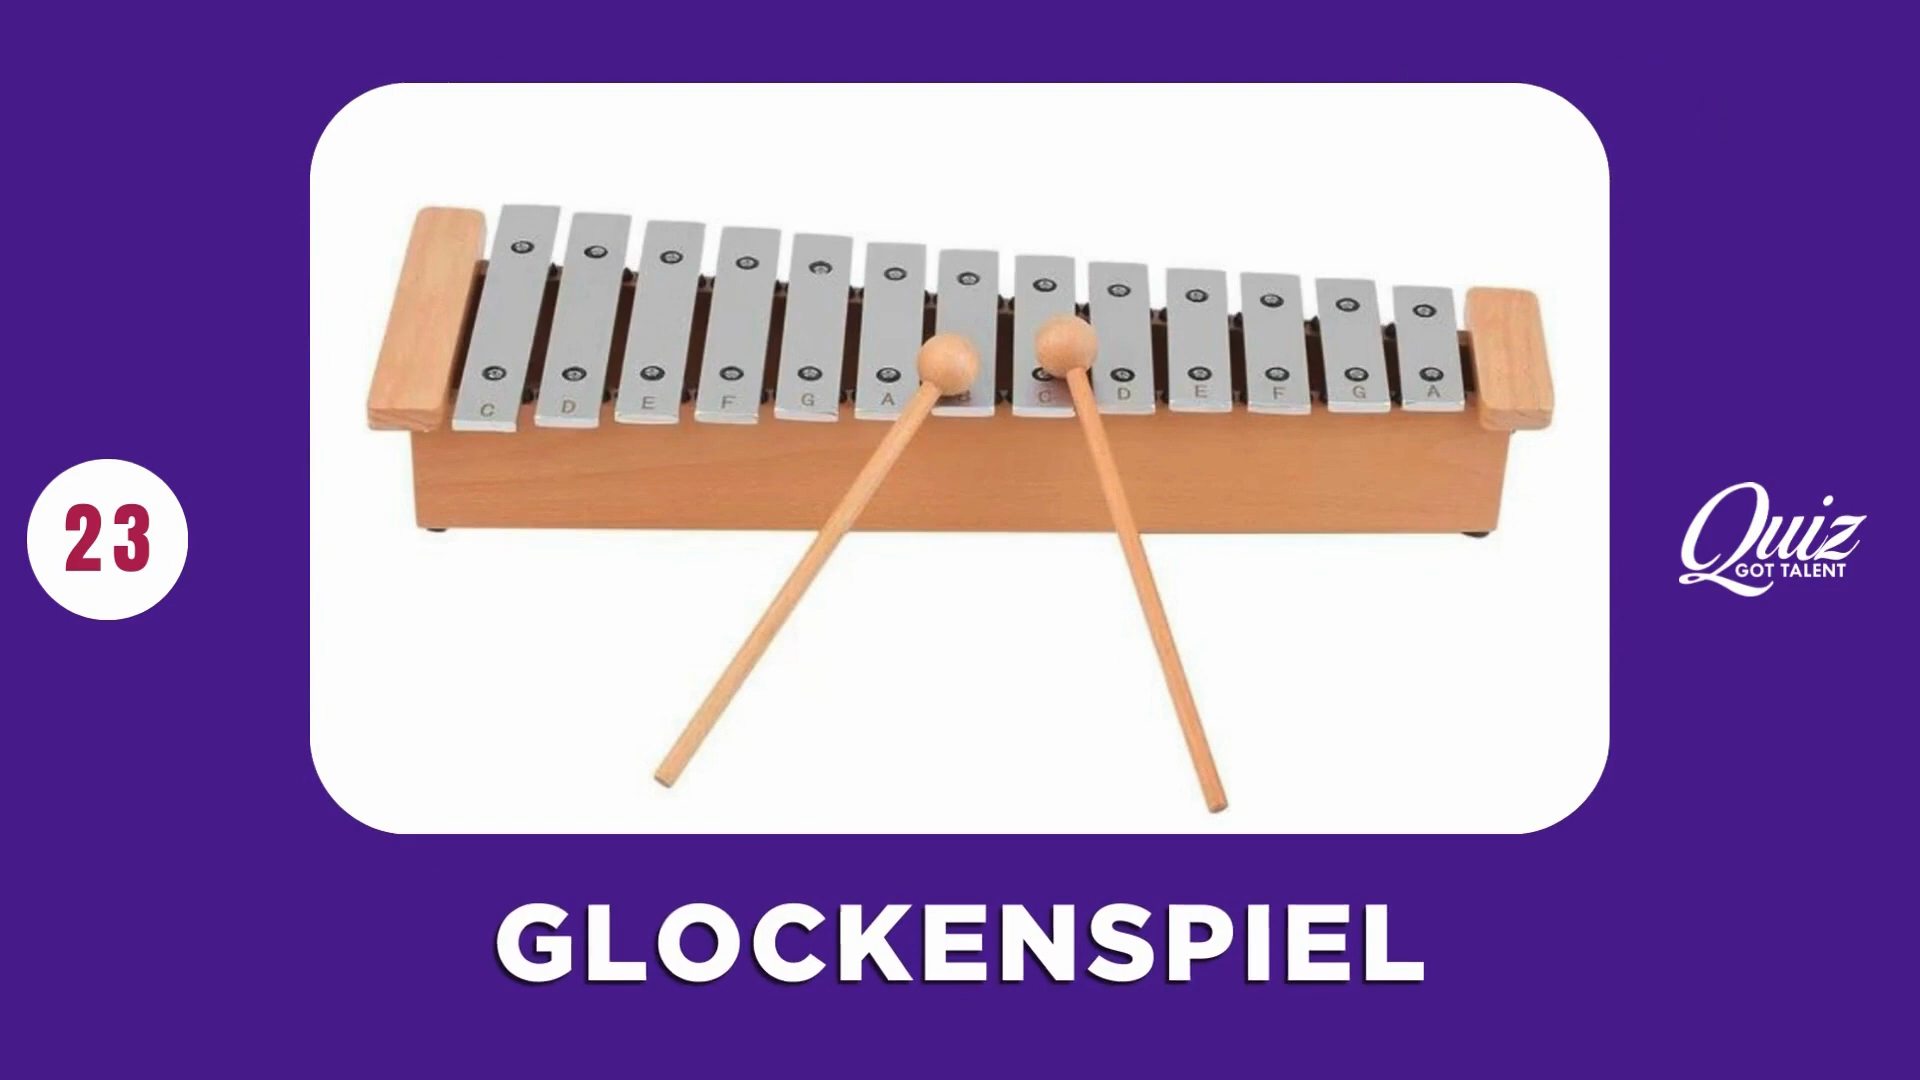 C D E F G A B C D E F G A
23
Quiz
GOT TALENT
GLOCKENSPIEL